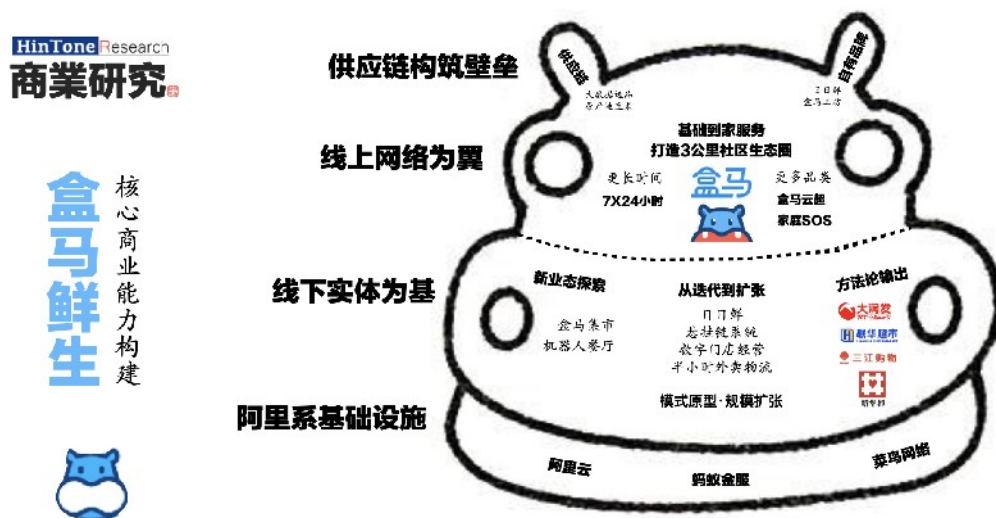 HinTone Research
商業研究
盒马鲜生
核心商业能力构建
供应链构筑壁垒
线上网络为翼
线下实体为基
阿里系基础设施
供应链
大数据选品
原产地直采
自有品牌
日日鲜
盒马工坊
基础到家服务
打造3公里社区生态圈
更长时间
7X24小时
盒马
更多品类
盒马云超
家庭SOS
新业态探索
盒马集市
机器人餐厅
从迭代到扩张
日日鲜
悬挂链系统
数字门店经营
半小时外卖物流
模式原型·规模扩张
方法论输出
大润发
联华超市
三江购物
新华都
阿里云
蚂蚁金服
菜鸟网络